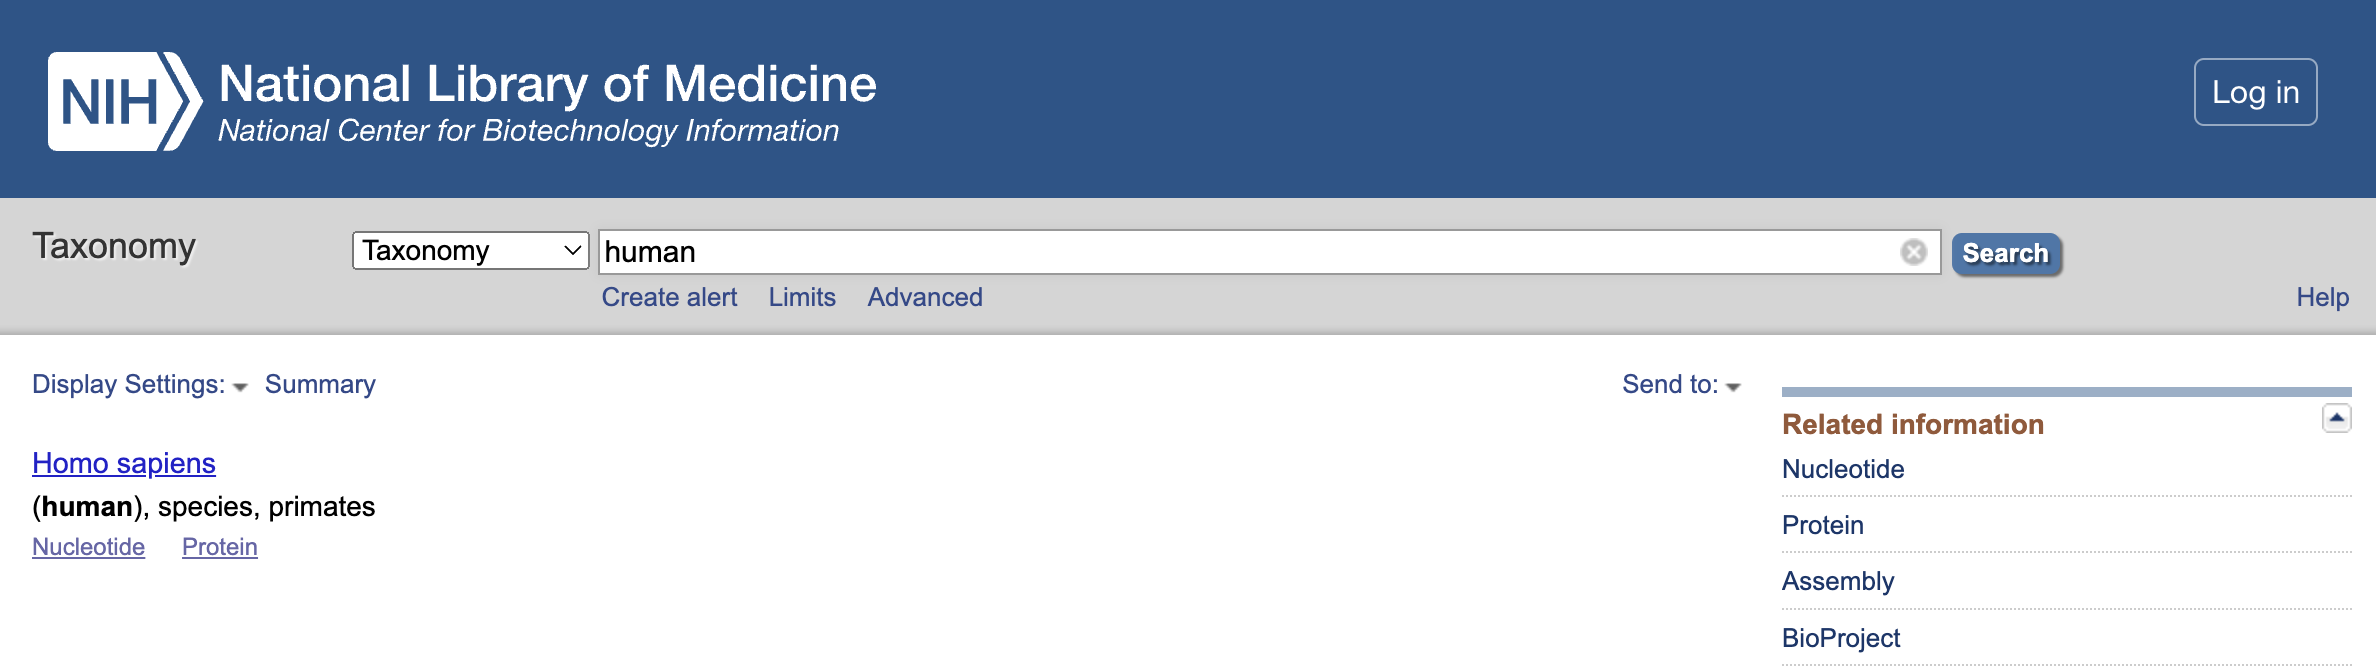 NIH
National Library of Medicine
National Center for Biotechnology Information
Log in
Taxonomy
Taxonomy
human
Search
Create alert Limits Advanced
Help
Display Settings: Summary
Send to:
Homo sapiens
(human), species, primates
Nucleotide Protein
Related information
Nucleotide
Protein
Assembly
BioProject